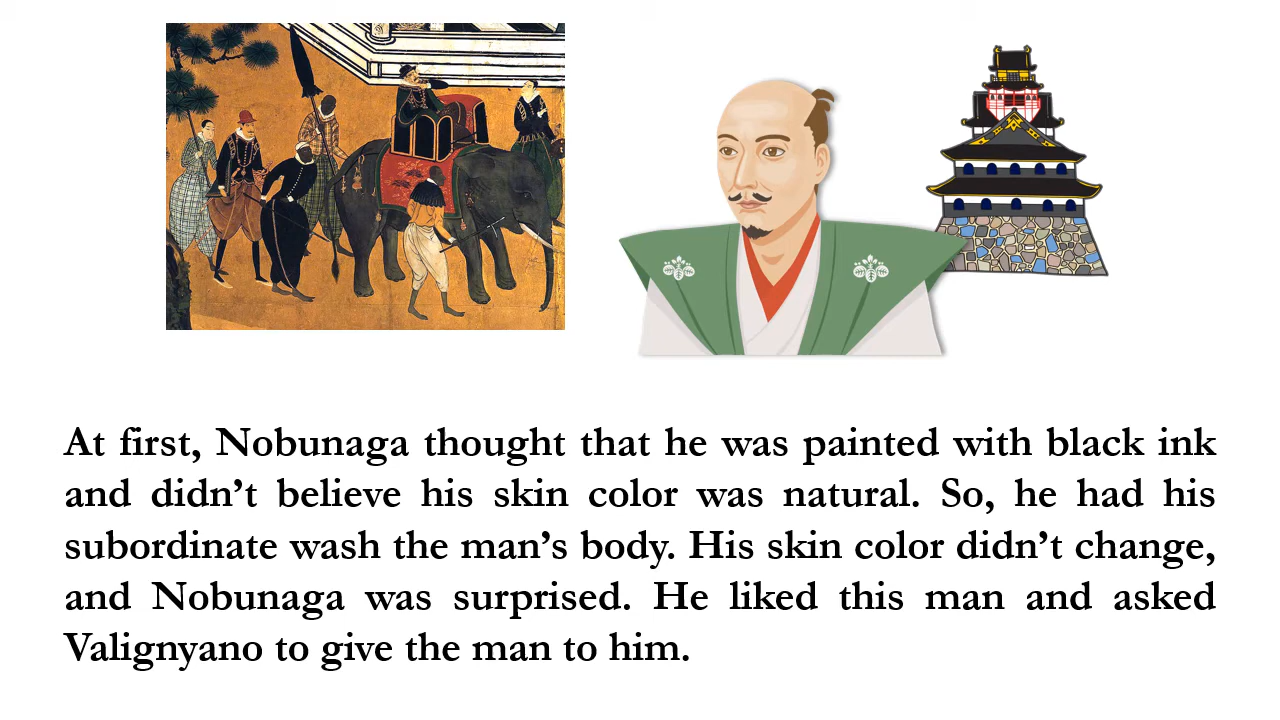 At first, Nobunaga thought that he was painted with black ink
and didn’t believe his skin color was natural. So, he had his
subordinate wash the man’s body. His skin color didn’t change,
and Nobunaga was surprised. He liked this man and asked
Valignyano to give the man to him.